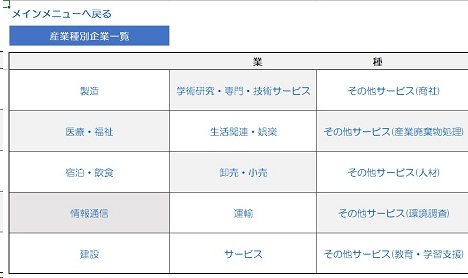 メインメニューへ戻る
産業種別企業一覧
業 種
製造 学術研究・専門・技術サービス その他サービス(商社)
医療・福祉 生活関連・娯楽 その他サービス(産業廃棄物処理)
宿泊・飲食 卸売・小売 その他サービス(人材)
情報通信 運輸 その他サービス(環境調査)
建設 サービス その他サービス(教育・学習支援)